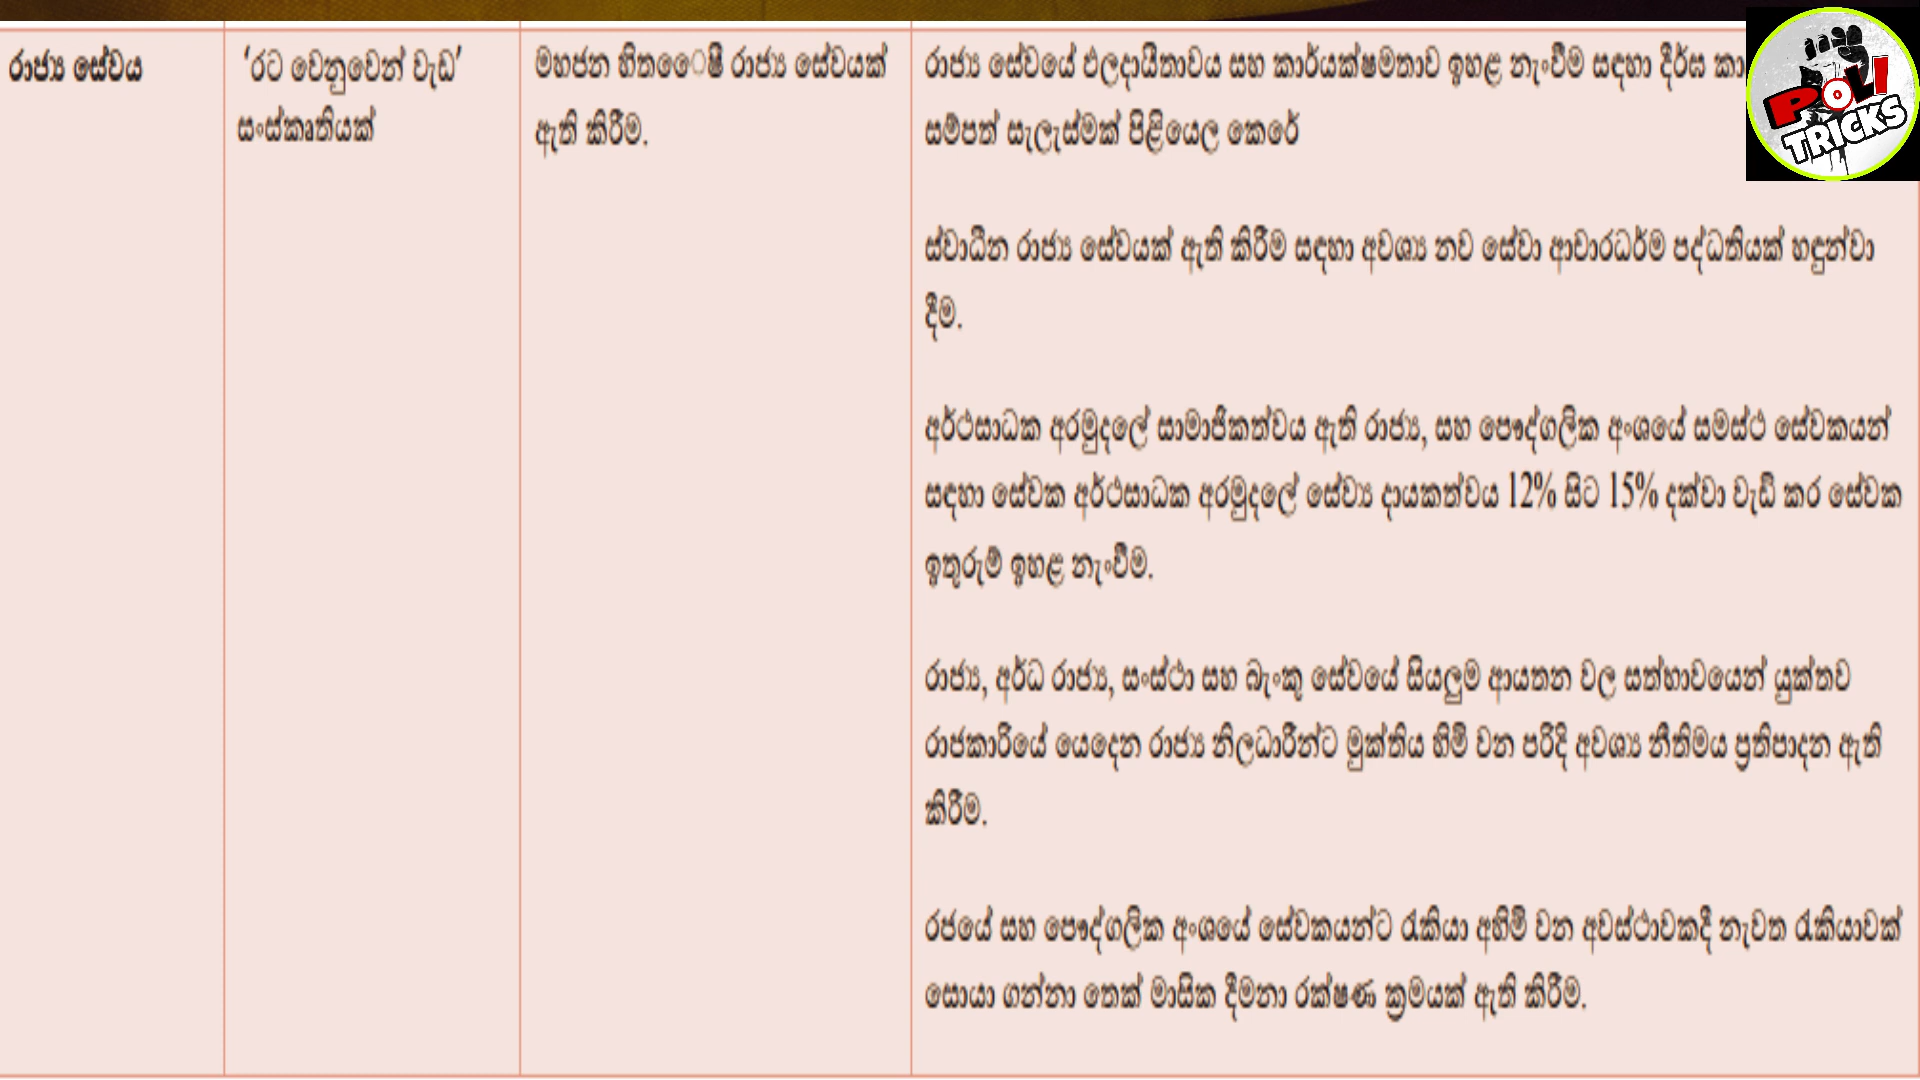 රාජ්‍ය සේවය
‘රට වෙනුවෙන් වැඩ’
සංස්කෘතියක්
මහජන හිතෛෙෂී රාජ්‍ය සේවයක්
ඇති කිරීම.
රාජ්‍ය සේවයේ ඵලදායීතාවය සහ කාර්යක්ෂමතාව ඉහළ නැංවීම සඳහා දීර්ඝ
සම්පත් සැලැස්මක් පිළියෙල කෙරේ
ස්වාධීන රාජ්‍ය සේවයක් ඇති කිරීම සඳහා අවශ්‍ය නව සේවා ආචාරධර්ම පද්ධතියක් හඳුන්වා
දීම.
අර්ථසාධක අරමුදලේ සාමාජිකත්වය ඇති රාජ්‍ය, සහ පෞද්ගලික අංශයේ සමස්ථ සේවකයන්
සඳහා සේවක අර්ථසාධක අරමුදලේ සේව්‍ය දායකත්වය 12% සිට 15% දක්වා වැඩි කර සේවක
ඉතුරුම් ඉහළ නැංවීම.
රාජ්‍ය, අර්ධ රාජ්‍ය, සංස්ථා සහ බැංකු සේවයේ සියලුම ආයතන වල සත්භාවයෙන් යුක්තව
රාජකාරියේ යෙදෙන රාජ්‍ය නිලධාරීන්ට මුක්තිය හිමි වන පරිදි අවශ්‍ය නීතිමය ප්‍රතිපාදන ඇති
කිරීම.
රජයේ සහ පෞද්ගලික අංශයේ සේවකයන්ට රැකියා අහිමි වන අවස්ථාවකදී නැවත රැකියාවක්
සොයා ගන්නා තෙක් මාසික දීමනා රක්ෂණ ක්‍රමයක් ඇති කිරීම.
POLI
TRICKS